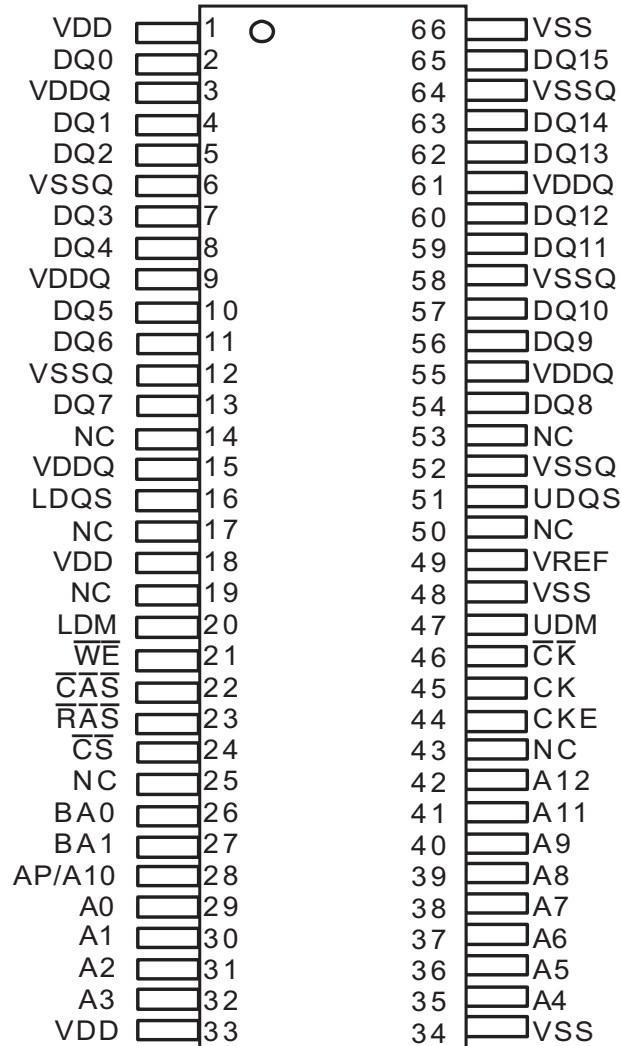 VDD 1 66 VSS
DQ0 2 65 DQ15
VDDQ 3 64 VSSQ
DQ1 4 63 DQ14
DQ2 5 62 DQ13
VSSQ 6 61 VDDQ
DQ3 7 60 DQ12
DQ4 8 59 DQ11
VDDQ 9 58 VSSQ
DQ5 10 57 DQ10
DQ6 11 56 DQ9
VSSQ 12 55 VDDQ
DQ7 13 54 DQ8
NC 14 53 NC
VDDQ 15 52 VSSQ
LDQS 16 51 UDQS
NC 17 50 NC
VDD 18 49 VREF
NC 19 48 VSS
LDM 20 47 UDM
W̅E̅ 21 46 C̅K̅
C̅A̅S̅ 22 45 CK
R̅A̅S̅ 23 44 CKE
C̅S̅ 24 43 NC
NC 25 42 A12
BA0 26 41 A11
BA1 27 40 A9
AP/A10 28 39 A8
A0 29 38 A7
A1 30 37 A6
A2 31 36 A5
A3 32 35 A4
VDD 33 34 VSS